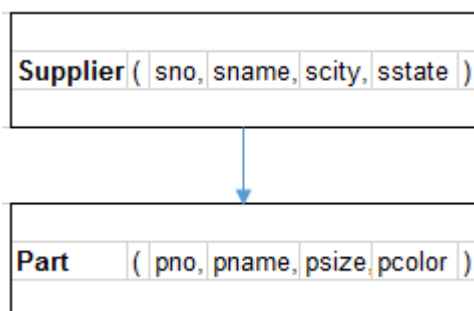 Supplier ( sno, sname, scity, sstate )
Part ( pno, pname, psize, pcolor )